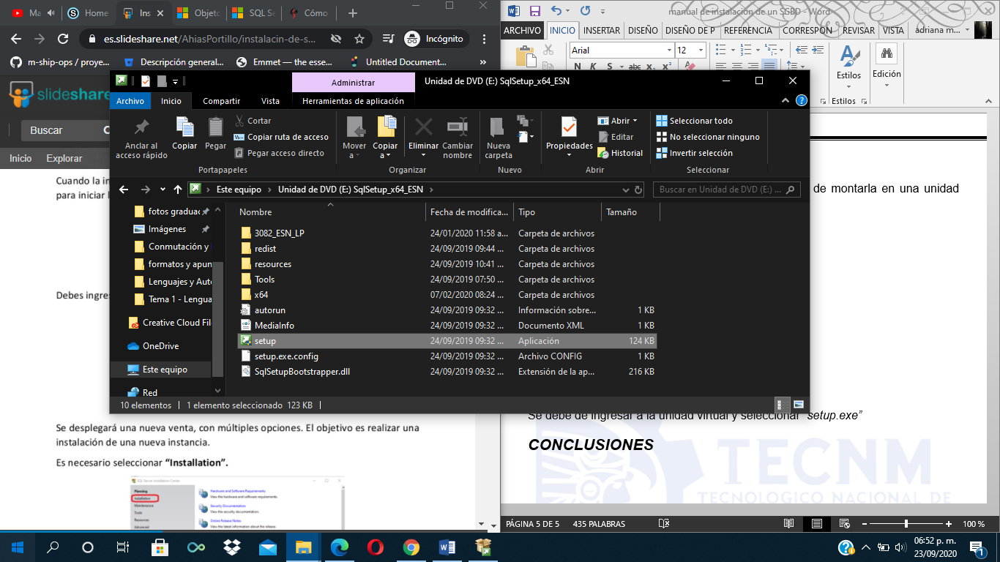 Ma
Home
Ins
Objeto
SQL Se
Cómo
es.slideshare.net/AhiasPortillo/instalacin-de-s...
Incógnito
m-ship-ops / proye...
Descripción general...
Emmet — the esse...
Untitled Document...
slideshare
Buscar
Inicio
Explorar
Cuando la in
para iniciar l
Debes ingres
Se desplegará una nueva venta, con múltiples opciones. El objetivo es realizar una
instalación de una nueva instancia.
Es necesario seleccionar “Installation”.
SQL Server Installation Center
Planning
Installation
Maintenance
Tools
Resources
Advanced
Hardware and Software Requirements
View the hardware and software requirements.
Security Documentation
View the security documentation.
Online Release Notes
View the latest information about the release.
manual de instalación de un SGBD - Word
ARCHIVO
INICIO
INSERTAR
DISEÑO
DISEÑO DE P
REFERENCIA
CORRESPON
REVISAR
VISTA
adriana m...
Arial
12
N K S abc x₂ x²
Estilos
Edición
Estilos
Administrar
Unidad de DVD (E:) SqlSetup_x64_ESN
Archivo
Inicio
Compartir
Vista
Herramientas de aplicación
Anclar al
acceso rápido
Copiar
Pegar
Cortar
Copiar ruta de acceso
Pegar acceso directo
Portapapeles
Mover
a
Copiar
a
Eliminar
Cambiar
nombre
Organizar
Nueva
carpeta
Nuevo
Propiedades
Abrir
Editar
Historial
Abrir
Seleccionar todo
No seleccionar ninguno
Invertir selección
Seleccionar
Este equipo
Unidad de DVD (E:) SqlSetup_x64_ESN
Buscar en Unidad de DVD (E:) ...
fotos graduac
Imágenes
Conmutación y
formatos y apun
Lenguajes y Auto
Tema 1 - Lengua
Creative Cloud Fil
OneDrive
Este equipo
Red
Nombre Fecha de modifica... Tipo Tamaño
3082_ESN_LP 24/01/2020 11:58 a... Carpeta de archivos
redist 24/09/2019 09:44 ... Carpeta de archivos
resources 24/09/2019 10:41 ... Carpeta de archivos
Tools 24/09/2019 07:50 ... Carpeta de archivos
x64 07/02/2020 08:24 ... Carpeta de archivos
autorun 24/09/2019 09:32 ... Información sobre... 1 KB
MediaInfo 24/09/2019 09:32 ... Documento XML 1 KB
setup 24/09/2019 09:32 ... Aplicación 124 KB
setup.exe.config 24/09/2019 09:32 ... Archivo CONFIG 1 KB
SqlSetupBootstrapper.dll 24/09/2019 09:32 ... Extensión de la ap... 216 KB
10 elementos
1 elemento seleccionado 123 KB
de montarla en una unidad
Se debe de ingresar a la unidad virtual y seleccionar “setup.exe”
CONCLUSIONES
TECNM
TECNOLÓGICO NACIONAL DE
PÁGINA 5 DE 5
435 PALABRAS
100 %
06:52 p. m.
23/09/2020
1